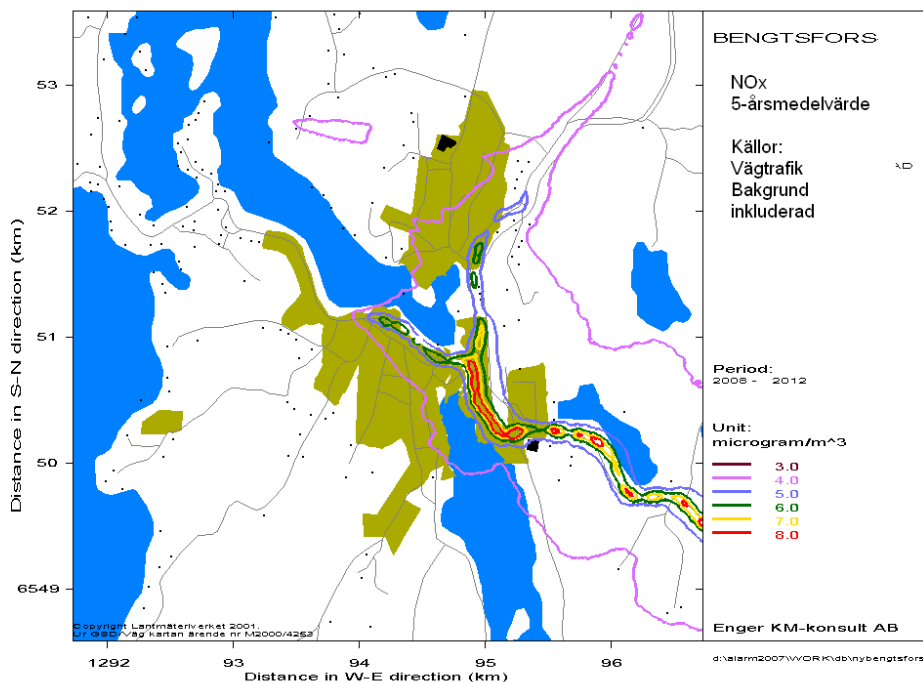 BENGTSFORS
NOx
5-årsmedelvärde
Källor:
Vägtrafik
Bakgrund
inkluderad
Period:
2008 - 2012
Unit:
microgram/m^3
3.0
4.0
5.0
6.0
7.0
8.0
Enger KM-konsult AB
d:\alarm2007\WORK\db\nybengtsfors
Distance in S-N direction (km)
53
52
51
50
6549
Copyright Lantmäteriverket 2001.
Ur GSD/Väg kartan ärende nr M2000/4253
1292
93
94
95
96
Distance in W-E direction (km)